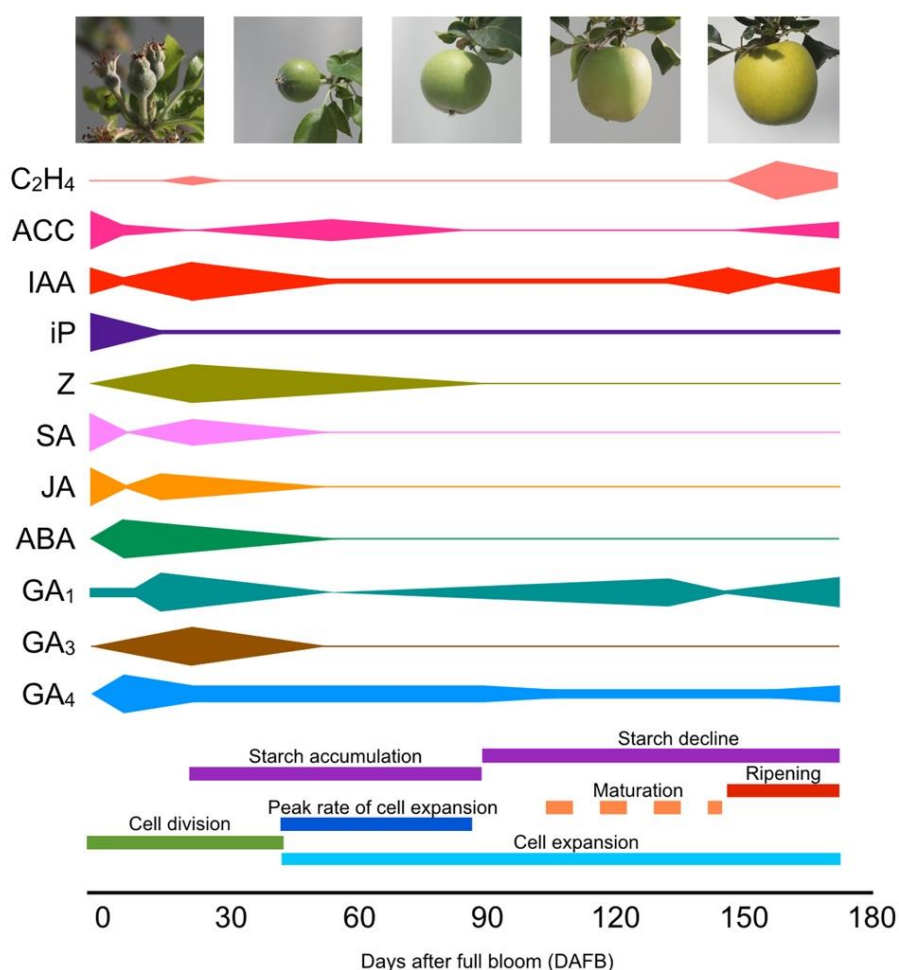 C₂H₄
ACC
IAA
iP
Z
SA
JA
ABA
GA₁
GA₃
GA₄
Starch decline
Starch accumulation
Ripening
Maturation
Peak rate of cell expansion
Cell division
Cell expansion
0 30 60 90 120 150 180
Days after full bloom (DAFB)